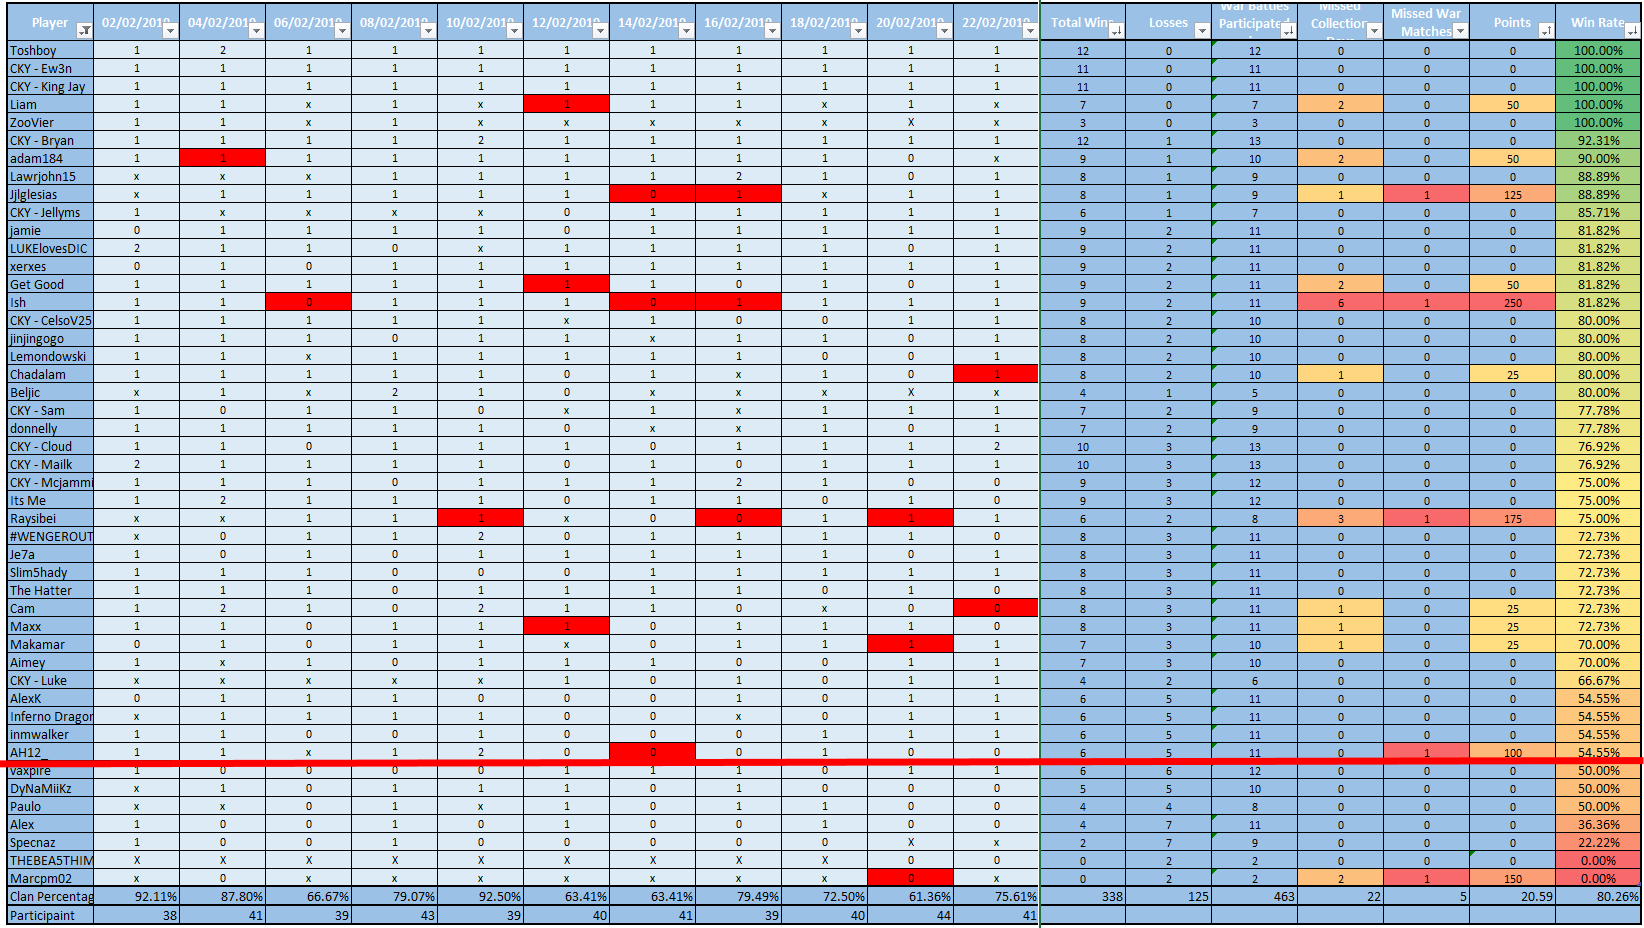 Player 02/02/2019 04/02/2019 06/02/2019 08/02/2019 10/02/2019 12/02/2019 14/02/2019 16/02/2019 18/02/2019 20/02/2019 22/02/2019 Total Wins Losses War Battles Participated Missed Collection Missed War Matches Points Win Rate
Toshboy 1 2 1 1 1 1 1 1 1 1 1 12 0 12 0 0 0 100.00%
CKY - Ew3n 1 1 1 1 1 1 1 1 1 1 1 11 0 11 0 0 0 100.00%
CKY - King Jay 1 1 1 1 1 1 1 1 1 1 1 11 0 11 0 0 0 100.00%
Liam 1 1 x 1 x 1 1 1 x 1 x 7 0 7 2 0 50 100.00%
ZooVier 1 1 x 1 x x x x x X x 3 0 3 0 0 0 100.00%
CKY - Bryan 1 1 1 1 2 1 1 1 1 1 1 12 1 13 0 0 0 92.31%
adam184 1 1 1 1 1 1 1 1 1 0 x 9 1 10 2 0 50 90.00%
Lawrjohn15 x x x 1 1 1 1 2 1 0 1 8 1 9 0 0 0 88.89%
JjIglesias x 1 1 1 1 1 0 1 x 1 1 8 1 9 1 1 125 88.89%
CKY - Jellyms 1 x x x x 0 1 1 1 1 1 6 1 7 0 0 0 85.71%
jamie 0 1 1 1 1 0 1 1 1 1 1 9 2 11 0 0 0 81.82%
LUKElovesDIC 2 1 1 0 x 1 1 1 1 0 1 9 2 11 0 0 0 81.82%
xerxes 0 1 0 1 1 1 1 1 1 1 1 9 2 11 0 0 0 81.82%
Get Good 1 1 1 1 1 1 1 0 1 0 1 9 2 11 2 0 50 81.82%
Ish 1 1 0 1 1 1 0 1 1 1 1 9 2 11 6 1 250 81.82%
CKY - CelsoV25 1 1 1 1 1 x 1 0 0 1 1 8 2 10 0 0 0 80.00%
jinjingogo 1 1 1 0 1 1 x 1 1 0 1 8 2 10 0 0 0 80.00%
Lemondowski 1 1 x 1 1 1 1 1 0 0 1 8 2 10 0 0 0 80.00%
Chadalam 1 1 1 1 1 0 1 x 1 0 1 8 2 10 1 0 25 80.00%
Beljic x 1 x 2 1 0 x x x X x 4 1 5 0 0 0 80.00%
CKY - Sam 1 0 1 1 0 x 1 x 1 1 1 7 2 9 0 0 0 77.78%
donnelly 1 1 1 1 1 0 x x 1 0 1 7 2 9 0 0 0 77.78%
CKY - Cloud 1 1 0 1 1 1 0 1 1 1 2 10 3 13 0 0 0 76.92%
CKY - Mailk 2 1 1 1 1 0 1 0 1 1 1 10 3 13 0 0 0 76.92%
CKY - Mcjammi 1 1 1 0 1 1 1 2 1 0 0 9 3 12 0 0 0 75.00%
Its Me 1 2 1 1 1 0 1 1 0 1 0 9 3 12 0 0 0 75.00%
Raysibei x x 1 1 1 x 0 0 1 1 1 6 2 8 3 1 175 75.00%
#WENGEROUT x 0 1 1 2 0 1 1 1 1 0 8 3 11 0 0 0 72.73%
Je7a 1 0 1 0 1 1 1 1 1 0 1 8 3 11 0 0 0 72.73%
Slim5hady 1 1 1 0 0 0 1 1 1 1 1 8 3 11 0 0 0 72.73%
The Hatter 1 1 1 0 1 1 1 1 0 1 0 8 3 11 0 0 0 72.73%
Cam 1 2 1 0 2 1 1 0 x 0 0 8 3 11 1 0 25 72.73%
Maxx 1 1 0 1 1 1 0 1 1 1 0 8 3 11 1 0 25 72.73%
Makamar 0 1 0 1 1 x 0 1 1 1 1 7 3 10 1 0 25 70.00%
Aimey 1 x 1 0 1 1 1 0 0 1 1 7 3 10 0 0 0 70.00%
CKY - Luke x x x x x 1 0 1 0 1 1 4 2 6 0 0 0 66.67%
AlexK 0 1 1 1 0 0 0 1 0 1 1 6 5 11 0 0 0 54.55%
Inferno Dragon x 1 1 1 1 0 0 x 0 1 1 6 5 11 0 0 0 54.55%
inmwalker 1 1 0 0 1 0 0 0 1 1 1 6 5 11 0 0 0 54.55%
AH12_ 1 1 x 1 2 0 0 0 1 0 0 6 5 11 0 1 100 54.55%
vaxpire 1 0 0 0 0 1 1 1 0 1 1 6 6 12 0 0 0 50.00%
DyNaMiiKz x 1 0 1 1 1 0 1 0 0 0 5 5 10 0 0 0 50.00%
Paulo x x 0 1 x 1 0 1 1 0 0 4 4 8 0 0 0 50.00%
Alex 1 0 0 1 0 1 0 0 1 0 0 4 7 11 0 0 0 36.36%
Specnaz 1 0 0 1 0 0 0 0 0 X x 2 7 9 0 0 0 22.22%
THEBEA5THIM X X X X X X X X X 0 0 0 2 2 0 0 0 0.00%
Marcpm02 x 0 x x x x x x x 0 x 0 2 2 2 1 150 0.00%
Clan Percentag 92.11% 87.80% 66.67% 79.07% 92.50% 63.41% 63.41% 79.49% 72.50% 61.36% 75.61% 338 125 463 22 5 20.59 80.26%
Participaint 38 41 39 43 39 40 41 39 40 44 41